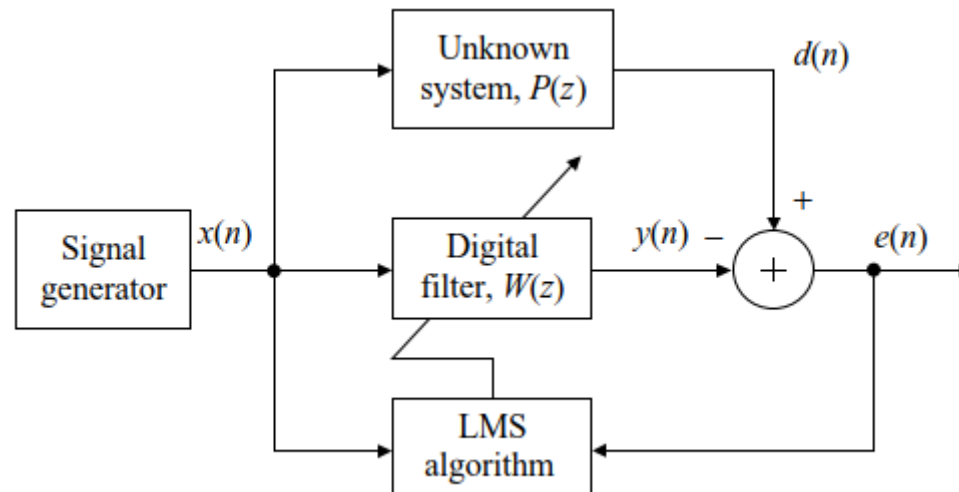 Unknown
system, P(z)
d(n)
+
Signal
generator
x(n)
Digital
filter, W(z)
y(n)
−
+
e(n)
LMS
algorithm